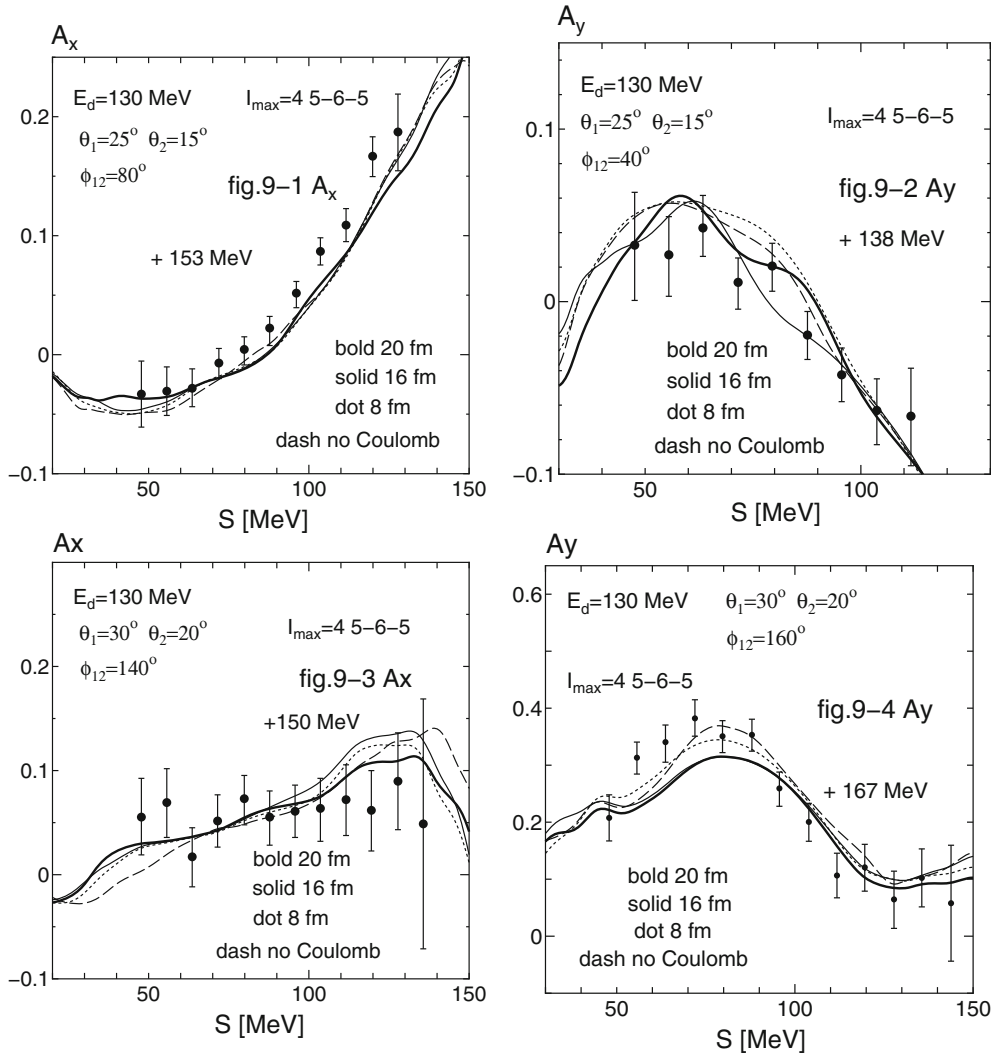 A_x
0.2
0.1
0
−0.1
E_d=130 MeV
I_max=4 5−6−5
θ_1=25° θ_2=15°
ϕ_12=80°
fig.9−1 A_x
+ 153 MeV
bold 20 fm
solid 16 fm
dot 8 fm
dash no Coulomb
50
100
150
S [MeV]
A_y
0.1
0
−0.1
E_d=130 MeV
I_max=4 5−6−5
θ_1=25° θ_2=15°
ϕ_12=40°
fig.9−2 Ay
+ 138 MeV
bold 20 fm
solid 16 fm
dot 8 fm
dash no Coulomb
50
100
S [MeV]
Ax
0.2
0.1
0
−0.1
E_d=130 MeV
θ_1=30° θ_2=20°
I_max=4 5−6−5
ϕ_12=140°
fig.9−3 Ax
+150 MeV
bold 20 fm
solid 16 fm
dot 8 fm
dash no Coulomb
50
100
150
S [MeV]
Ay
0.6
0.4
0.2
0
E_d=130 MeV
θ_1=30° θ_2=20°
ϕ_12=160°
I_max=4 5−6−5
fig.9−4 Ay
+ 167 MeV
bold 20 fm
solid 16 fm
dot 8 fm
dash no Coulomb
50
100
150
S [MeV]